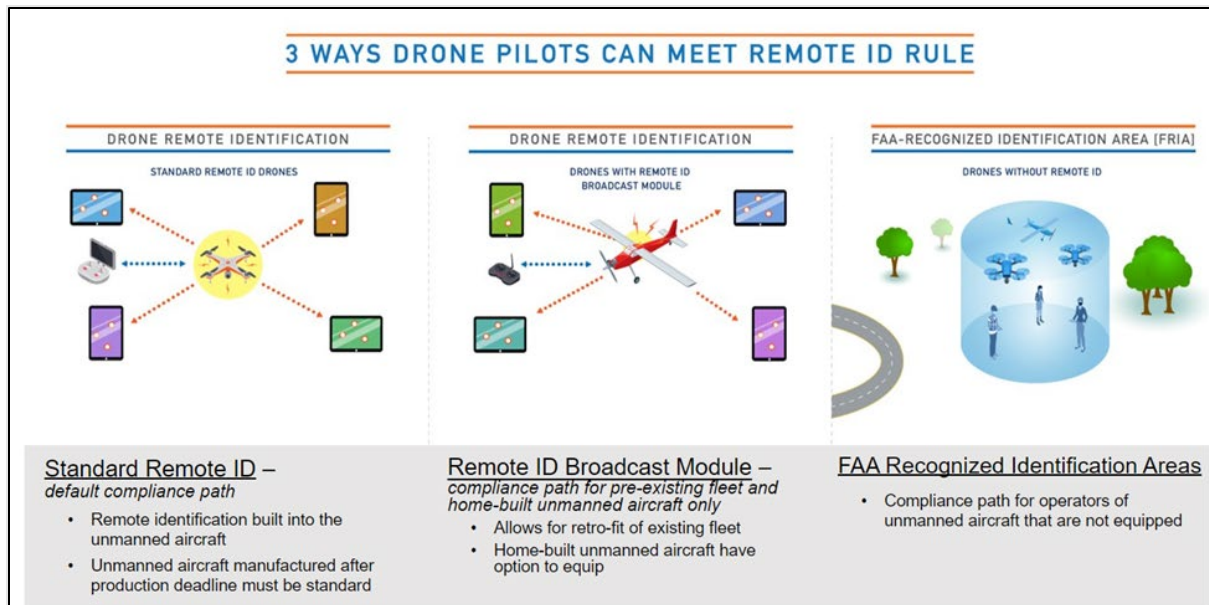 3 WAYS DRONE PILOTS CAN MEET REMOTE ID RULE
DRONE REMOTE IDENTIFICATION
STANDARD REMOTE ID DRONES
DRONE REMOTE IDENTIFICATION
DRONES WITH REMOTE ID
BROADCAST MODULE
FAA-RECOGNIZED IDENTIFICATION AREA [FRIA]
DRONES WITHOUT REMOTE ID
Standard Remote ID –
default compliance path
• Remote identification built into the
unmanned aircraft
• Unmanned aircraft manufactured after
production deadline must be standard
Remote ID Broadcast Module –
compliance path for pre-existing fleet and
home-built unmanned aircraft only
• Allows for retro-fit of existing fleet
• Home-built unmanned aircraft have
option to equip
FAA Recognized Identification Areas
• Compliance path for operators of
unmanned aircraft that are not equipped